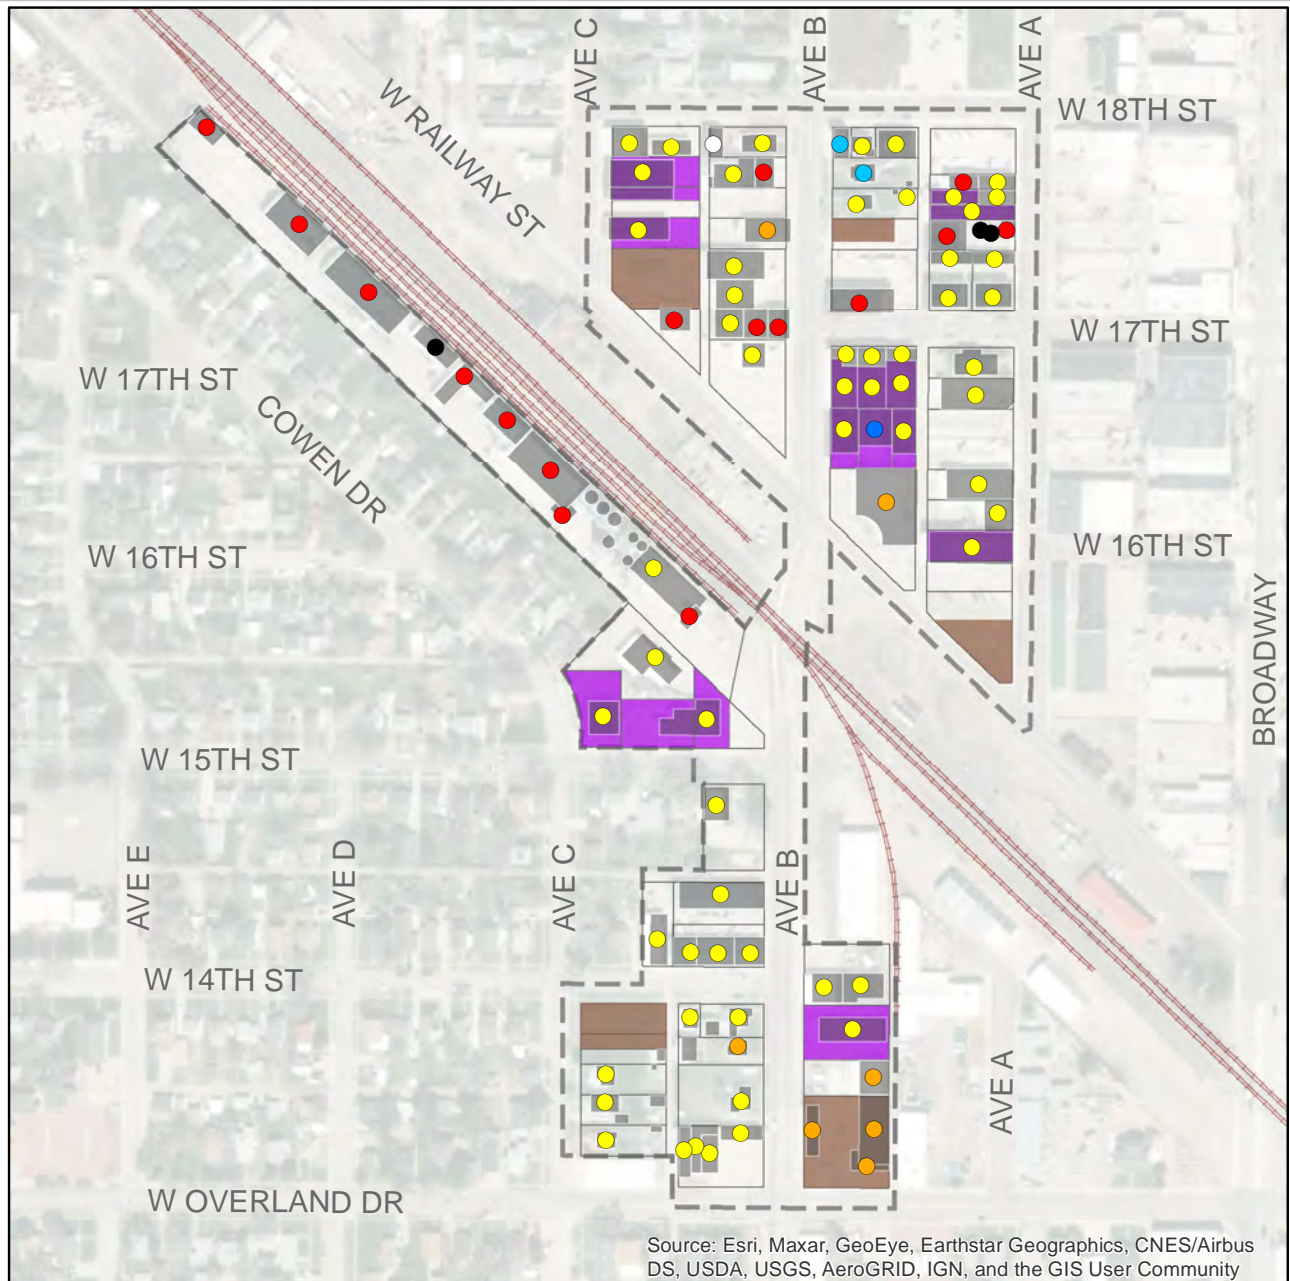 AVE C
AVE B
AVE A
W 18TH ST
W RAILWAY ST
W 17TH ST
W 17TH ST
COWEN DR
W 16TH ST
W 16TH ST
BROADWAY
W 15TH ST
AVE E
AVE D
AVE C
AVE B
W 14TH ST
AVE A
W OVERLAND DR
Source: Esri, Maxar, GeoEye, Earthstar Geographics, CNES/Airbus
DS, USDA, USGS, AeroGRID, IGN, and the GIS User Community